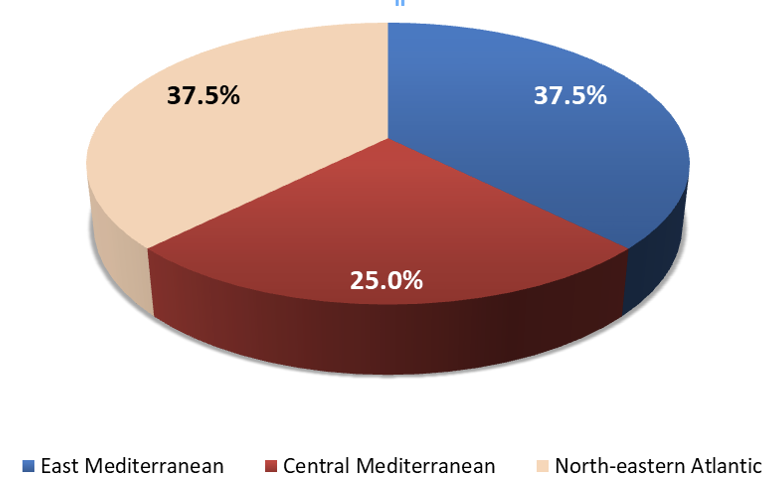 37.5%
37.5%
25.0%
East Mediterranean
Central Mediterranean
North-eastern Atlantic